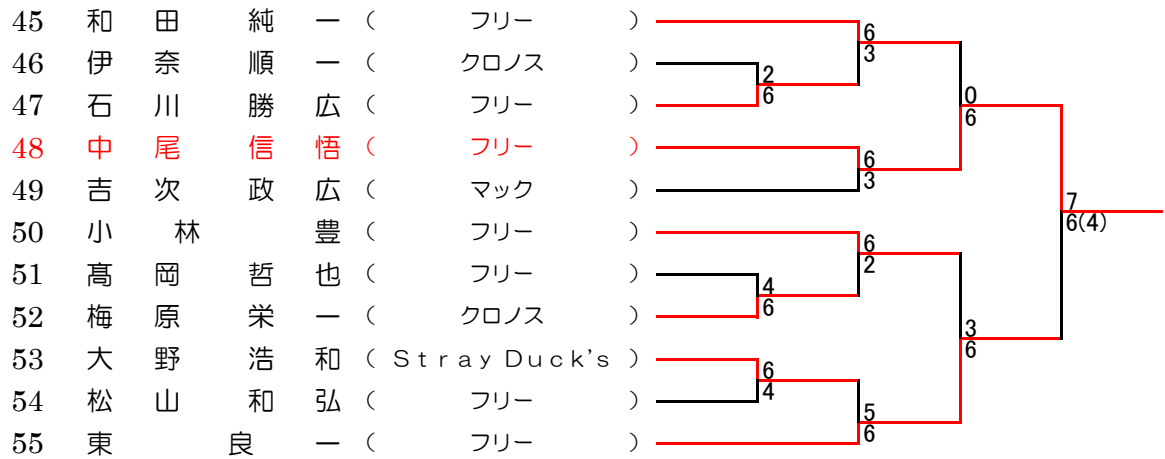 45 和田 純一 ( フリー )
6
3
46 伊奈 順一 ( クロノス )
2
6
47 石川 勝広 ( フリー )
0
6
48 中尾 信悟 ( フリー )
6
3
49 吉次 政広 ( マック )
7
6(4)
50 小林 豊 ( フリー )
6
2
51 髙岡 哲也 ( フリー )
4
6
52 梅原 栄一 ( クロノス )
3
6
53 大野 浩和 ( Stray Duck's )
6
4
54 松山 和弘 ( フリー )
5
6
55 東 良一 ( フリー )